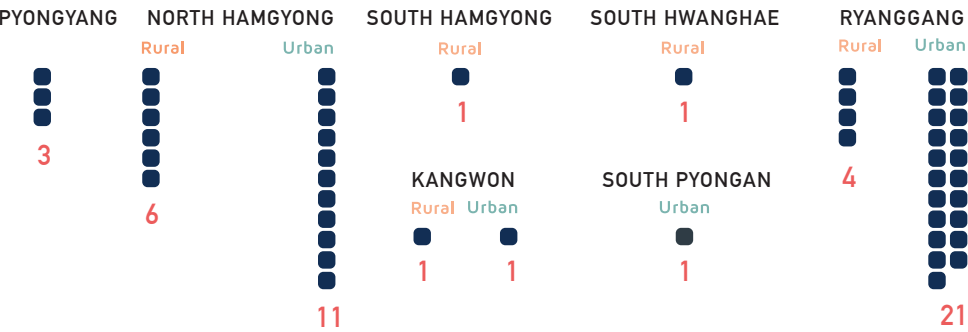 PYONGYANG
3
NORTH HAMGYONG
Rural Urban
6
11
SOUTH HAMGYONG
Rural
1
SOUTH HWANGHAE
Rural
1
KANGWON
Rural Urban
1 1
SOUTH PYONGAN
Urban
1
RYANGGANG
Rural Urban
4
21